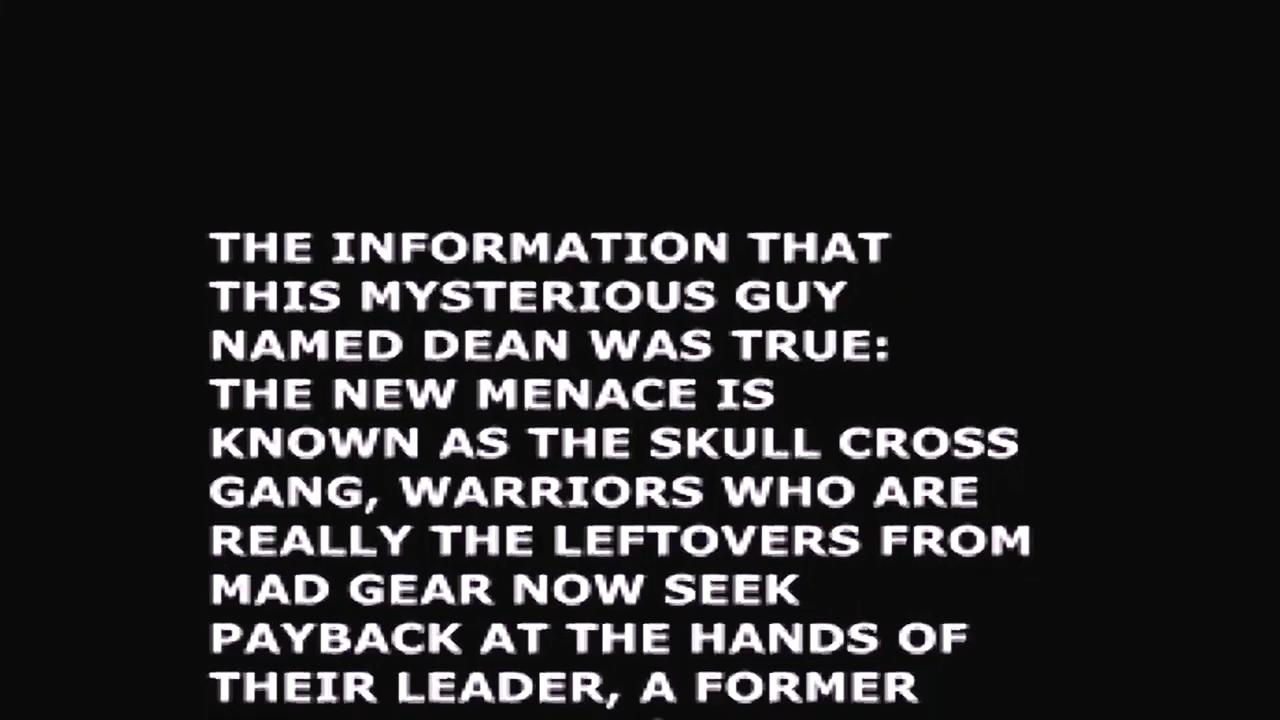 THE INFORMATION THAT
THIS MYSTERIOUS GUY
NAMED DEAN WAS TRUE:
THE NEW MENACE IS
KNOWN AS THE SKULL CROSS
GANG, WARRIORS WHO ARE
REALLY THE LEFTOVERS FROM
MAD GEAR NOW SEEK
PAYBACK AT THE HANDS OF
THEIR LEADER, A FORMER